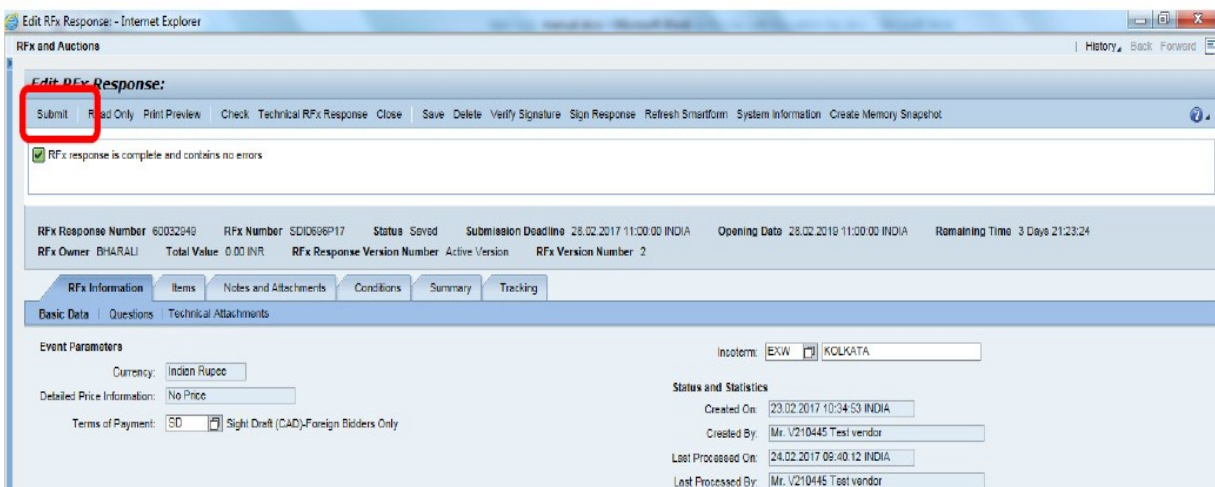 Edit RFx Response: - Internet Explorer
RFx and Auctions History Back Forward
Edit RFx Response:
Submit Read Only Print Preview Check Technical RFx Response Close Save Delete Verify Signature Sign Response Refresh Smartform System Information Create Memory Snapshot
RFx response is complete and contains no errors
RFx Response Number 60032949 RFx Number SDI0696P17 Status Saved Submission Deadline 28.02.2017 11:00:00 INDIA Opening Date 28.02.2019 11:00:00 INDIA Remaining Time 3 Days 21:23:24
RFx Owner BHARALI Total Value 0.00 INR RFx Response Version Number Active Version RFx Version Number 2
RFx Information Items Notes and Attachments Conditions Summary Tracking
Basic Data Questions Technical Attachments
Event Parameters
Incoterm: EXW KOLKATA
Currency: Indian Rupee
Status and Statistics
Detailed Price Information: No Price
Created On: 23.02.2017 10:34:53 INDIA
Terms of Payment: SD Sight Draft (CAD)-Foreign Bidders Only
Created By: Mr. V210445 Test vendor
Last Processed On: 24.02.2017 09:40:12 INDIA
Last Processed By: Mr. V210445 Test vendor